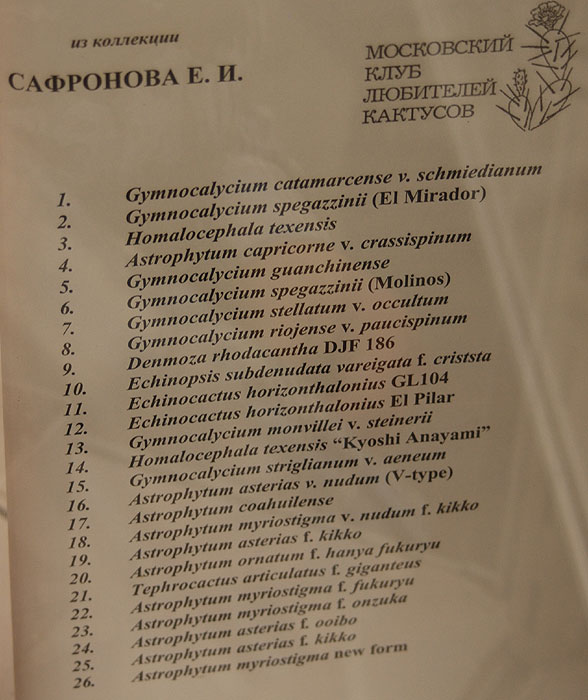 из коллекции
САФРОНОВА Е. И.
МОСКОВСКИЙ
КЛУБ
ЛЮБИТЕЛЕЙ
КАКТУСОВ
1. Gymnocalycium catamarcense v. schmiedianum
2. Gymnocalycium spegazzinii (El Mirador)
3. Homalocephala texensis
4. Astrophytum capricorne v. crassispinum
5. Gymnocalycium guanchinense
6. Gymnocalycium spegazzinii (Molinos)
7. Gymnocalycium stellatum v. occultum
8. Gymnocalycium riojense v. paucispinum
9. Denmoza rhodacantha DJF 186
10. Echinopsis subdenudata vareigata f. criststa
11. Echinocactus horizonthalonius GL104
12. Echinocactus horizonthalonius El Pilar
13. Gymnocalycium monvillei v. steinerii
14. Homalocephala texensis “Kyoshi Anayami”
15. Gymnocalycium striglianum v. aeneum
16. Astrophytum asterias v. nudum (V-type)
17. Astrophytum coahuilense
18. Astrophytum myriostigma v. nudum f. kikko
19. Astrophytum asterias f. kikko
20. Astrophytum ornatum f. hanya fukuryu
21. Tephrocactus articulatus f. giganteus
22. Astrophytum myriostigma f. fukuryu
23. Astrophytum myriostigma f. onzuka
24. Astrophytum asterias f. ooibo
25. Astrophytum asterias f. kikko
26. Astrophytum myriostigma new form